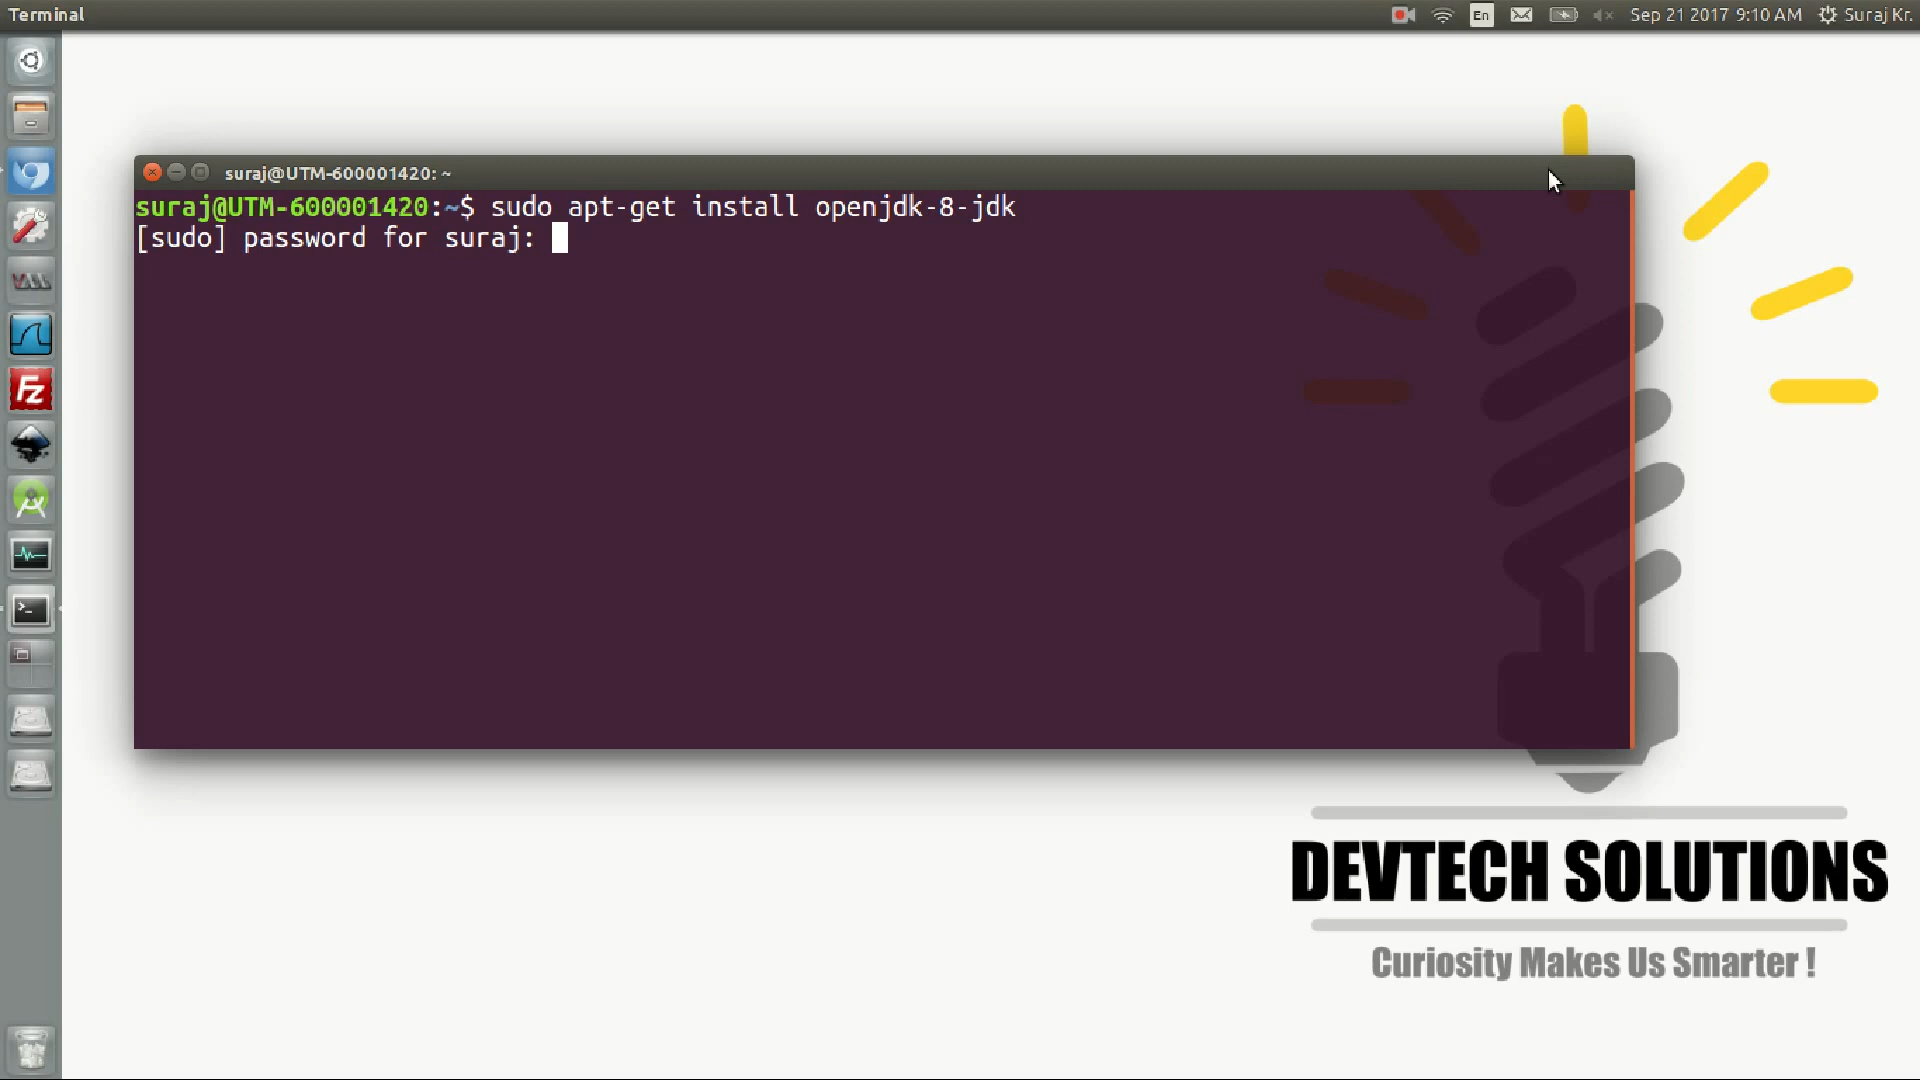 Terminal
En
Sep 21 2017 9:10 AM
Suraj Kr.
suraj@UTM-600001420: ~
suraj@UTM-600001420:~$ sudo apt-get install openjdk-8-jdk
[sudo] password for suraj:
Fz
>_
DEVTECH SOLUTIONS
Curiosity Makes Us Smarter !